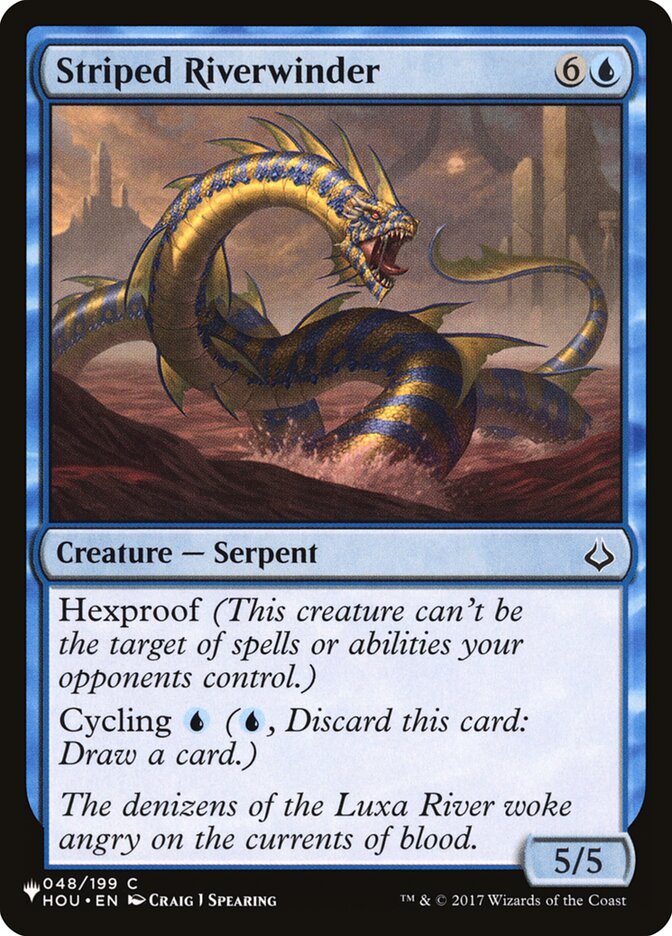 Striped Riverwinder 6
Creature — Serpent
Hexproof (This creature can't be
the target of spells or abilities your
opponents control.)
Cycling (, Discard this card:
Draw a card.)
The denizens of the Luxa River woke
angry on the currents of blood.
5/5
048/199 C
HOU • EN Craig J Spearing
™ & © 2017 Wizards of the Coast